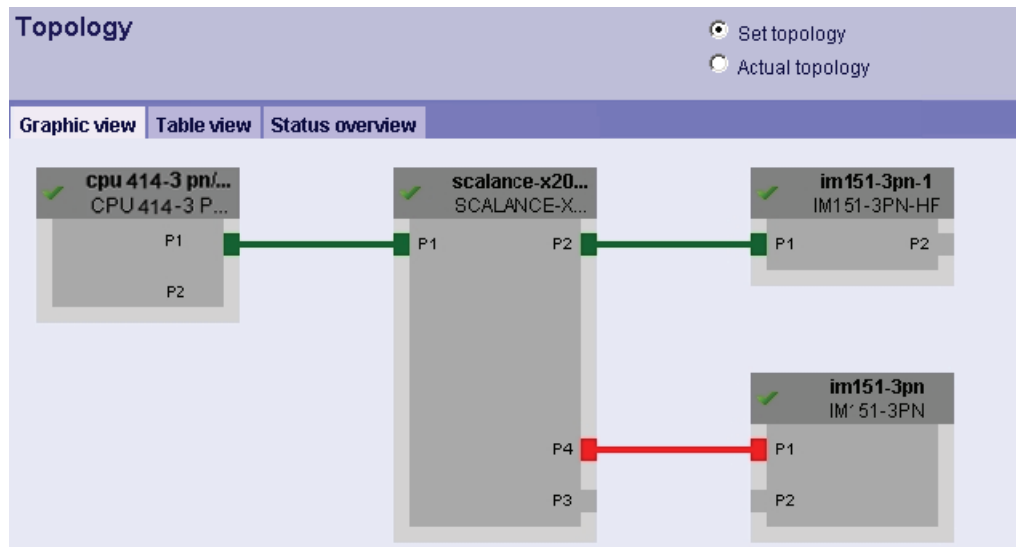 Topology
Set topology
Actual topology
Graphic view Table view Status overview
cpu 414-3 pn/...
CPU 414-3 P...
P1
P2
scalance-x20...
SCALANCE-X...
P1 P2
P4
P3
im151-3pn-1
IM151-3PN-HF
P1 P2
im151-3pn
IM151-3PN
P1
P2